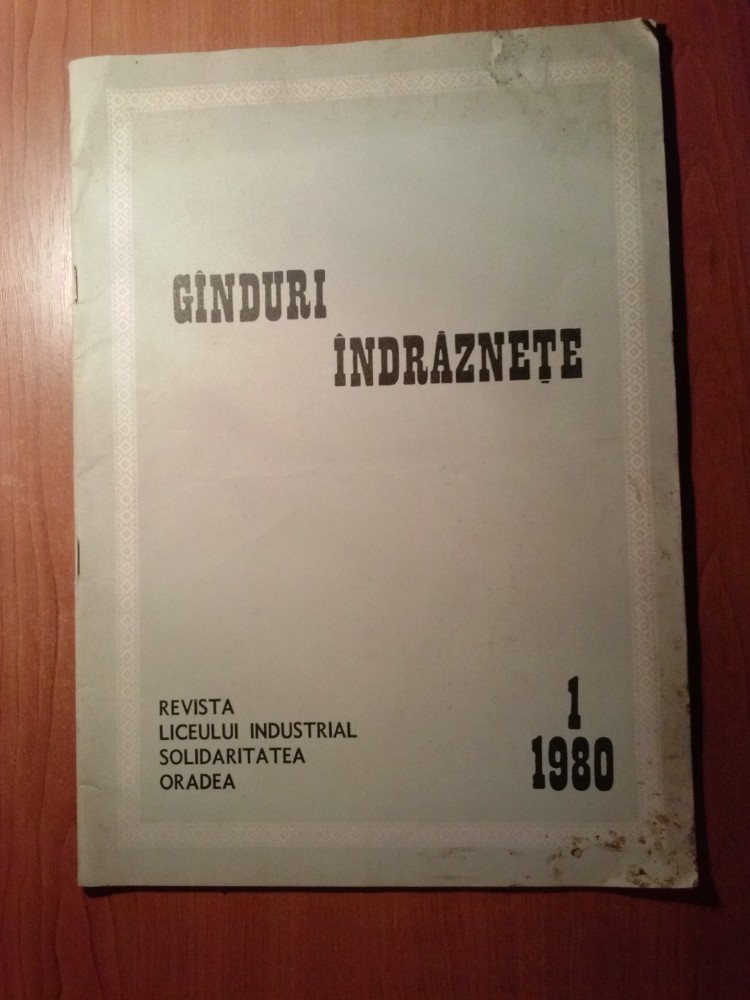 GÎNDURI
ÎNDRĂZNEȚE
REVISTA
LICEULUI INDUSTRIAL
SOLIDARITATEA
ORADEA
1
1980